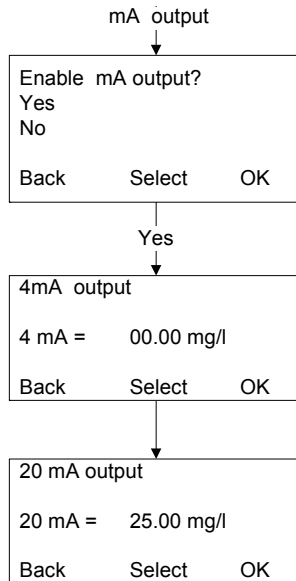 mA output
Enable mA output?
Yes
No
Back Select OK
Yes
4mA output
4 mA = 00.00 mg/l
Back Select OK
20 mA output
20 mA = 25.00 mg/l
Back Select OK